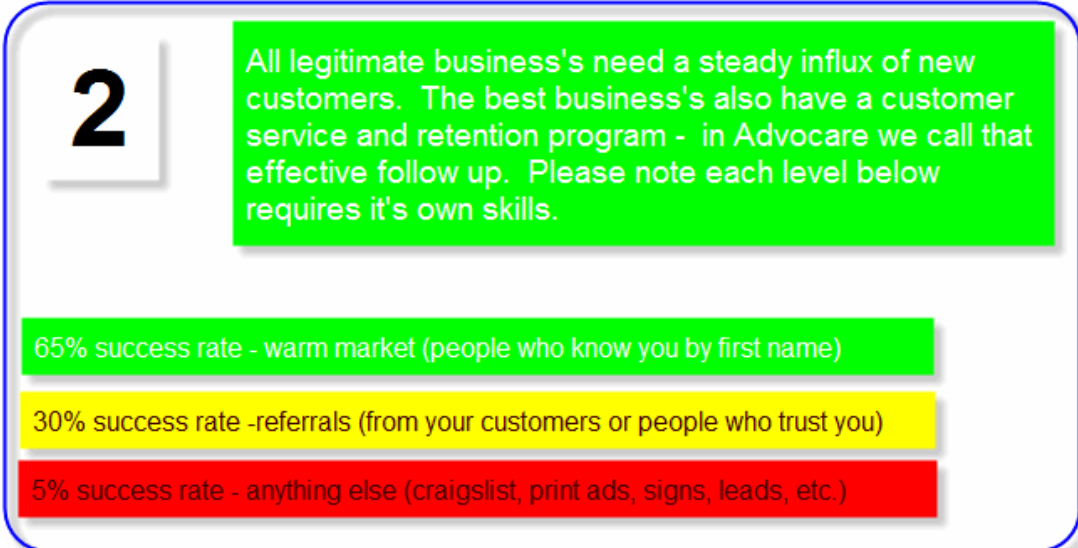 2
All legitimate business's need a steady influx of new
customers.  The best business's also have a customer
service and retention program -  in Advocare we call that
effective follow up.  Please note each level below
requires it's own skills.
65% success rate - warm market (people who know you by first name)
30% success rate -referrals (from your customers or people who trust you)
5% success rate - anything else (craigslist, print ads, signs, leads, etc.)